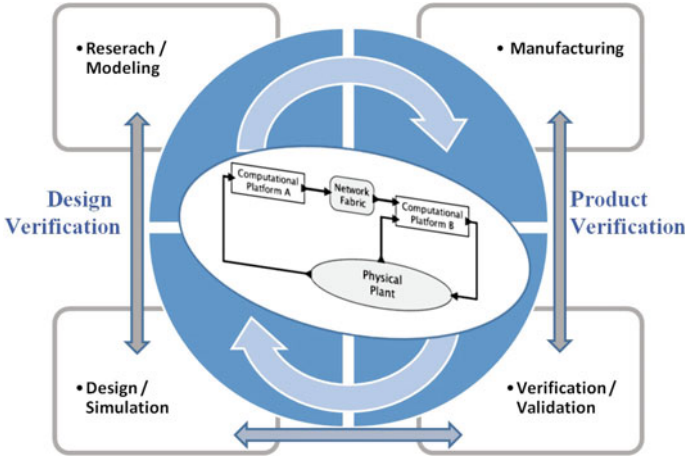 • Reserach /
Modeling
• Manufacturing
Design
Verification
Product
Verification
Computational
Platform A
Network
Fabric
Computational
Platform B
Physical
Plant
• Design /
Simulation
• Verification/
Validation